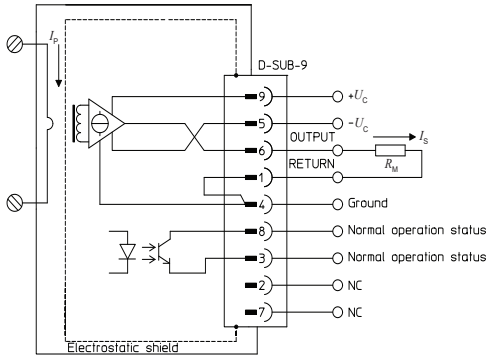 I_P
D-SUB-9
9
+U_C
5
-U_C
OUTPUT
I_S
6
RETURN
R_M
1
4
Ground
8
Normal operation status
3
Normal operation status
2
NC
7
NC
Electrostatic shield